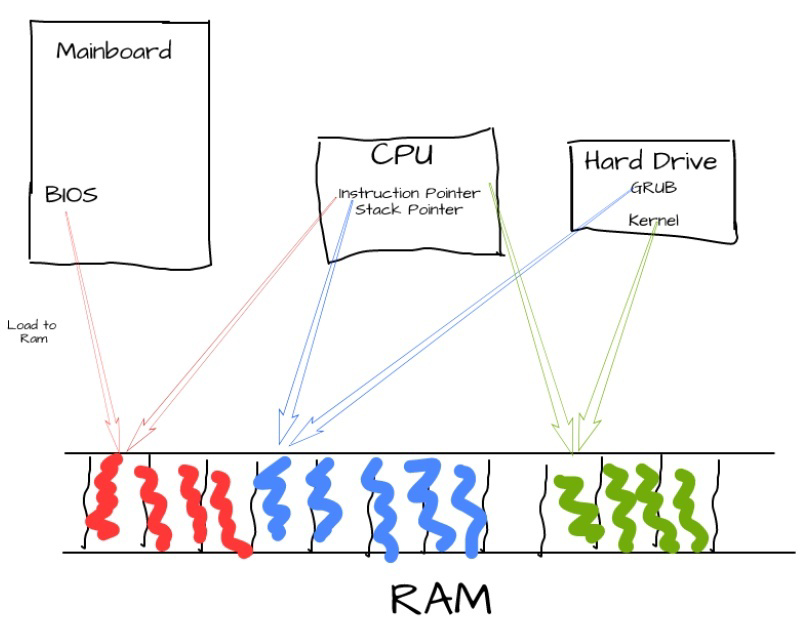 Mainboard
BIOS
CPU
Instruction Pointer
Stack Pointer
Hard Drive
GRUB
Kernel
Load to
Ram
RAM